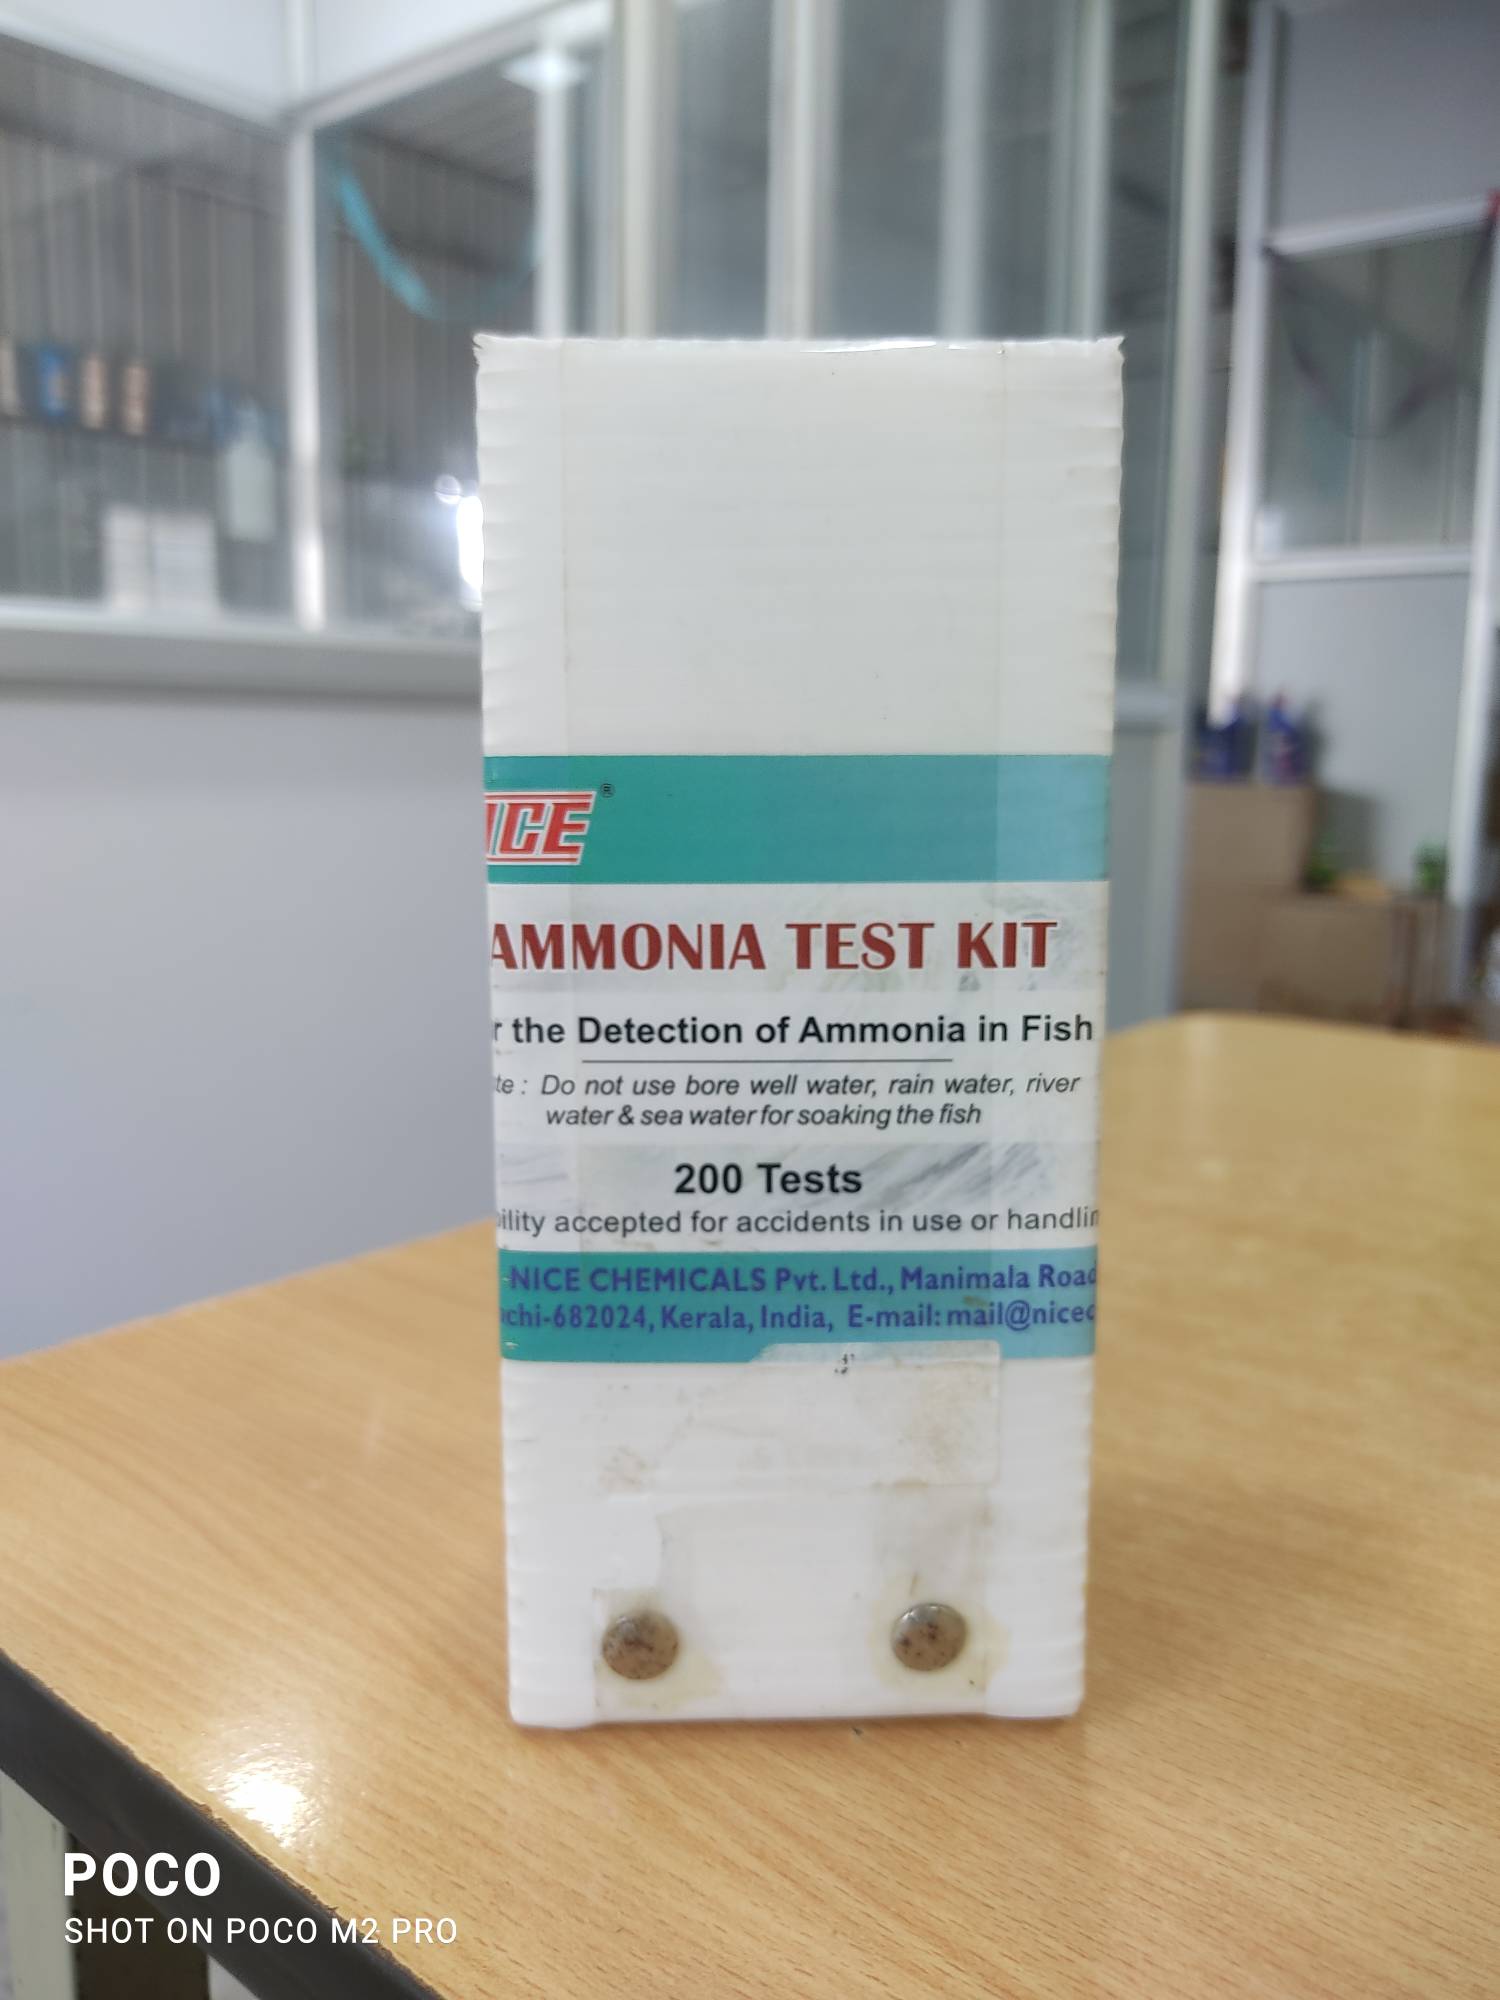 ICE®
AMMONIA TEST KIT
r the Detection of Ammonia in Fish
te : Do not use bore well water, rain water, river
water & sea water for soaking the fish
200 Tests
ility accepted for accidents in use or handlin
-NICE CHEMICALS Pvt. Ltd., Manimala Road
chi-682024, Kerala, India, E-mail: mail@nicec
POCO
SHOT ON POCO M2 PRO